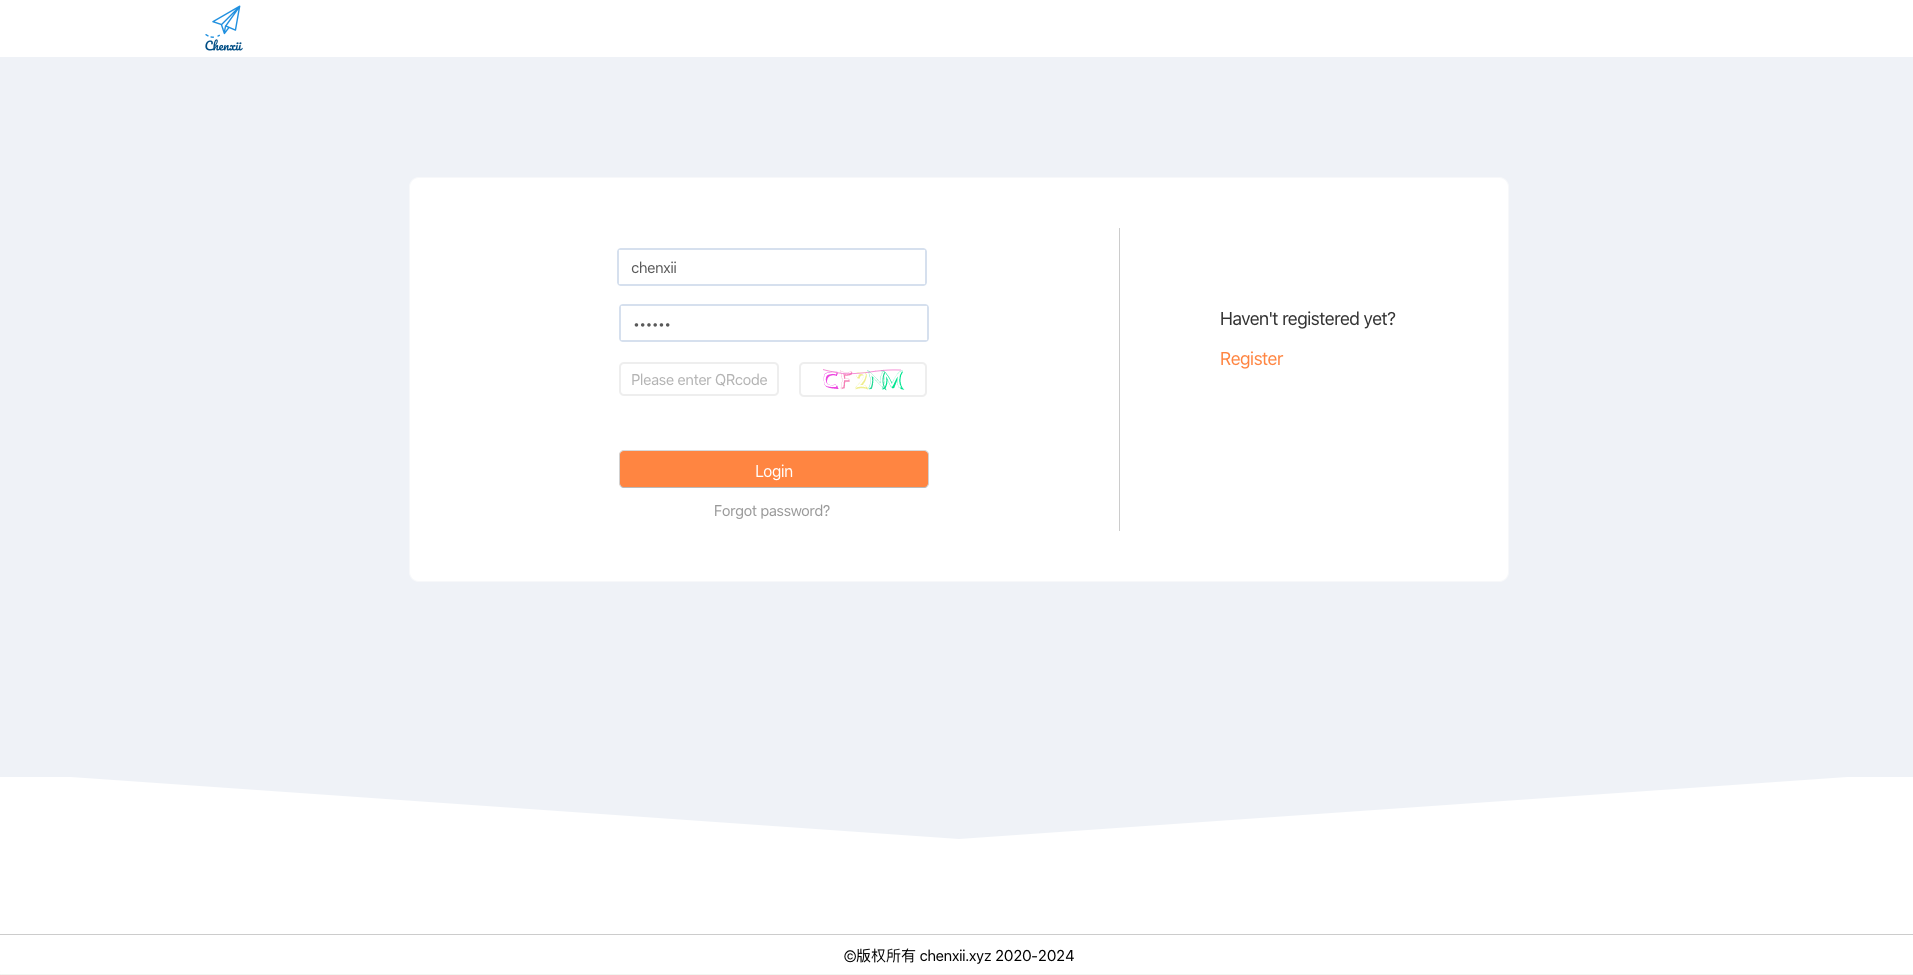 Chenxii
chenxii
••••••
Please enter QRcode
CF2NM
Login
Forgot password?
Haven't registered yet?
Register
©版权所有 chenxii.xyz 2020-2024